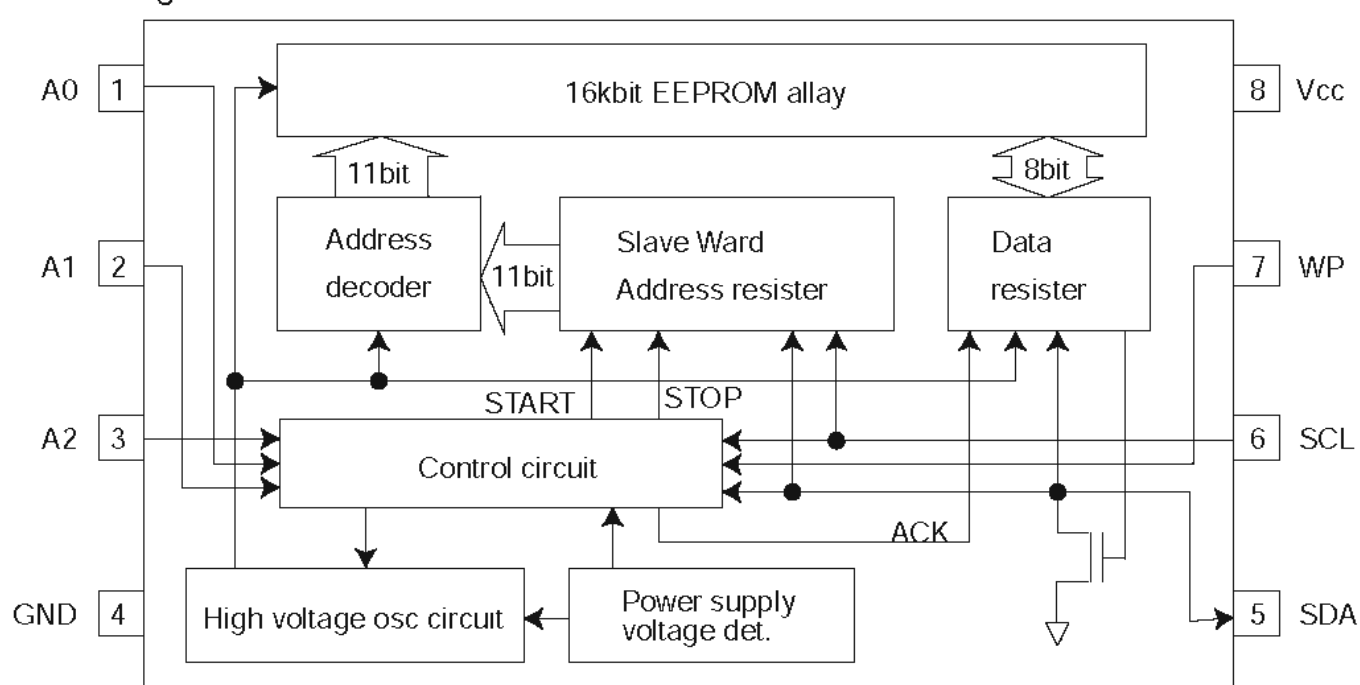 A0 1
16kbit EEPROM allay
8 Vcc
11bit
8bit
Address
decoder
11bit
Slave Ward
Address resister
Data
resister
A1 2
7 WP
START
STOP
A2 3
Control circuit
6 SCL
ACK
GND 4
High voltage osc circuit
Power supply
voltage det.
5 SDA